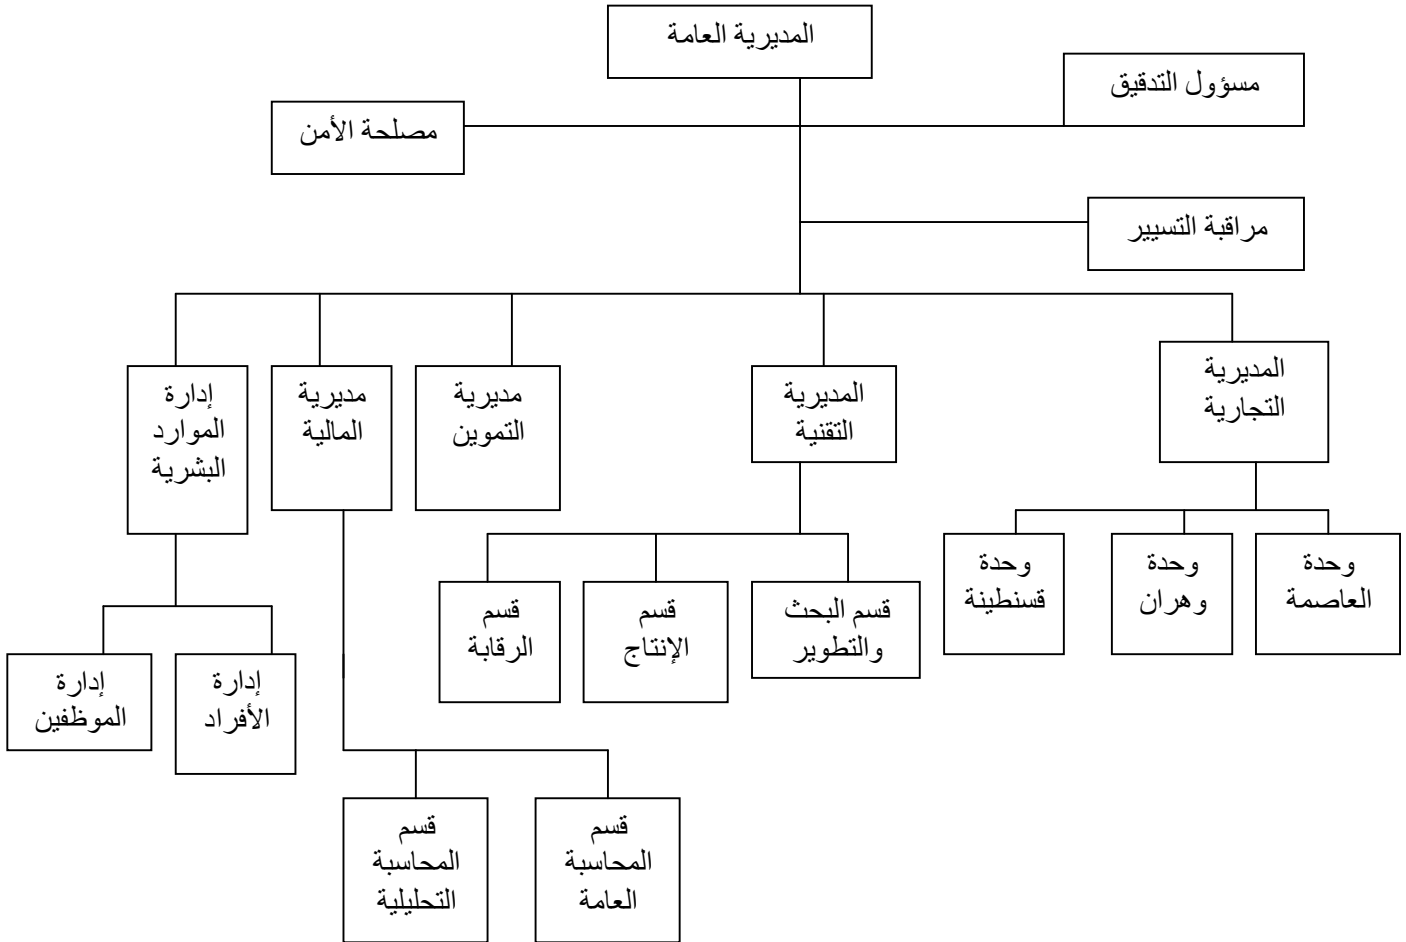 المديرية العامة
مسؤول التدقيق
مصلحة الأمن
مراقبة التسيير
المديرية
التجارية
المديرية
التقنية
مديرية
التموين
مديرية
المالية
إدارة
الموارد
البشرية
وحدة
العاصمة
وحدة
وهران
وحدة
قسنطينة
قسم البحث
والتطوير
قسم
الإنتاج
قسم
الرقابة
إدارة
الأفراد
إدارة
الموظفين
قسم
المحاسبة
العامة
قسم
المحاسبة
التحليلية